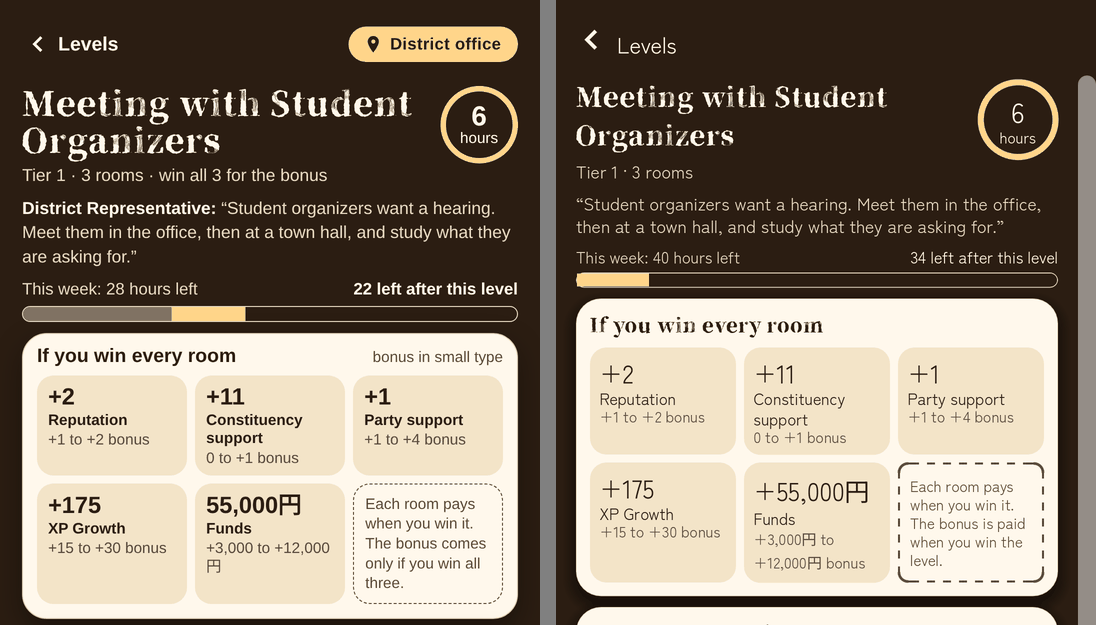 Levels
District office
Meeting with Student
Organizers
6
hours
Tier 1 · 3 rooms · win all 3 for the bonus
District Representative: “Student organizers want a hearing.
Meet them in the office, then at a town hall, and study what they
are asking for.”
This week: 28 hours left
22 left after this level
If you win every room
bonus in small type
+2
Reputation
+1 to +2 bonus
+11
Constituency
support
0 to +1 bonus
+1
Party support
+1 to +4 bonus
+175
XP Growth
+15 to +30 bonus
55,000円
Funds
+3,000 to +12,000
円
Each room pays
when you win it.
The bonus comes
only if you win all
three.
Levels
Meeting with Student
Organizers
6
hours
Tier 1 · 3 rooms
“Student organizers want a hearing. Meet them in the office,
then at a town hall, and study what they are asking for.”
This week: 40 hours left
34 left after this level
If you win every room
+2
Reputation
+1 to +2 bonus
+11
Constituency
support
0 to +1 bonus
+1
Party support
+1 to +4 bonus
+175
XP Growth
+15 to +30 bonus
+55,000円
Funds
+3,000円 to
+12,000円 bonus
Each room pays
when you win it.
The bonus is paid
when you win the
level.